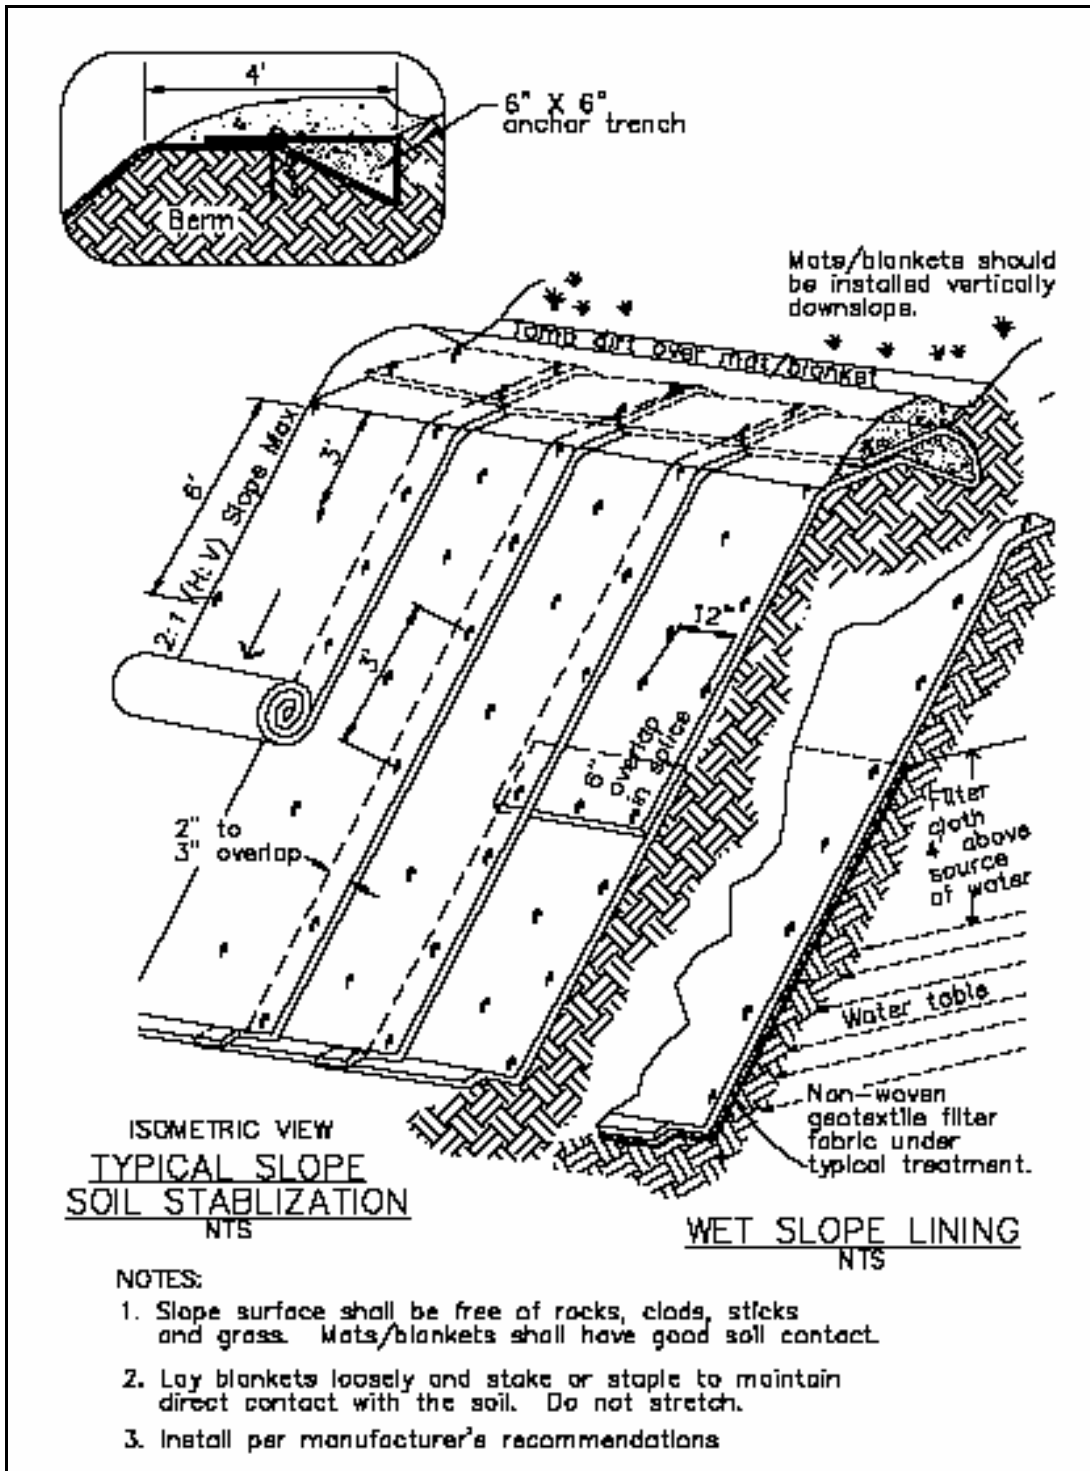 4'
6" X 6"
anchor trench
Berm
Mats/blankets should
be installed vertically
downslope.
Tamp dirt over mat/blanket
3'
6'
2:1 (H:V) Slope Max
12"
3'
6"
overlap
in splice
2" to
3" overlap
Filter
cloth
4' above
source
of water
Water table
Non-woven
geotextile filter
fabric under
typical treatment.
ISOMETRIC VIEW
TYPICAL SLOPE
SOIL STABLIZATION
NTS
WET SLOPE LINING
NTS
NOTES:
1. Slope surface shall be free of rocks, clods, sticks
and grass. Mats/blankets shall have good soil contact.
2. Lay blankets loosely and stake or staple to maintain
direct contact with the soil. Do not stretch.
3. Install per manufacturer's recommendations